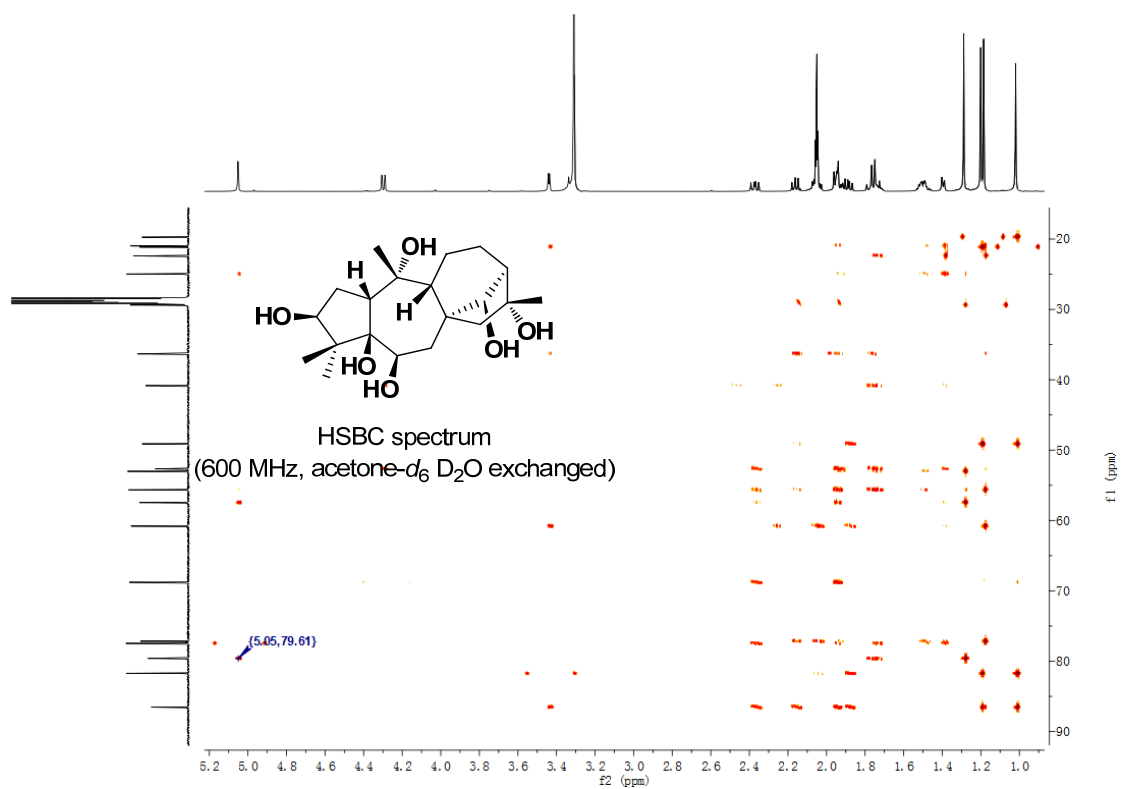 OH
H
HO
H
OH
OH
HO
HO
HSBC spectrum
(600 MHz, acetone-d6 D2O exchanged)
{5.05,79.61}
20
30
40
50
60
70
80
90
f1 (ppm)
5.2 5.0 4.8 4.6 4.4 4.2 4.0 3.8 3.6 3.4 3.2 3.0 2.8 2.6 2.4 2.2 2.0 1.8 1.6 1.4 1.2 1.0
f2 (ppm)